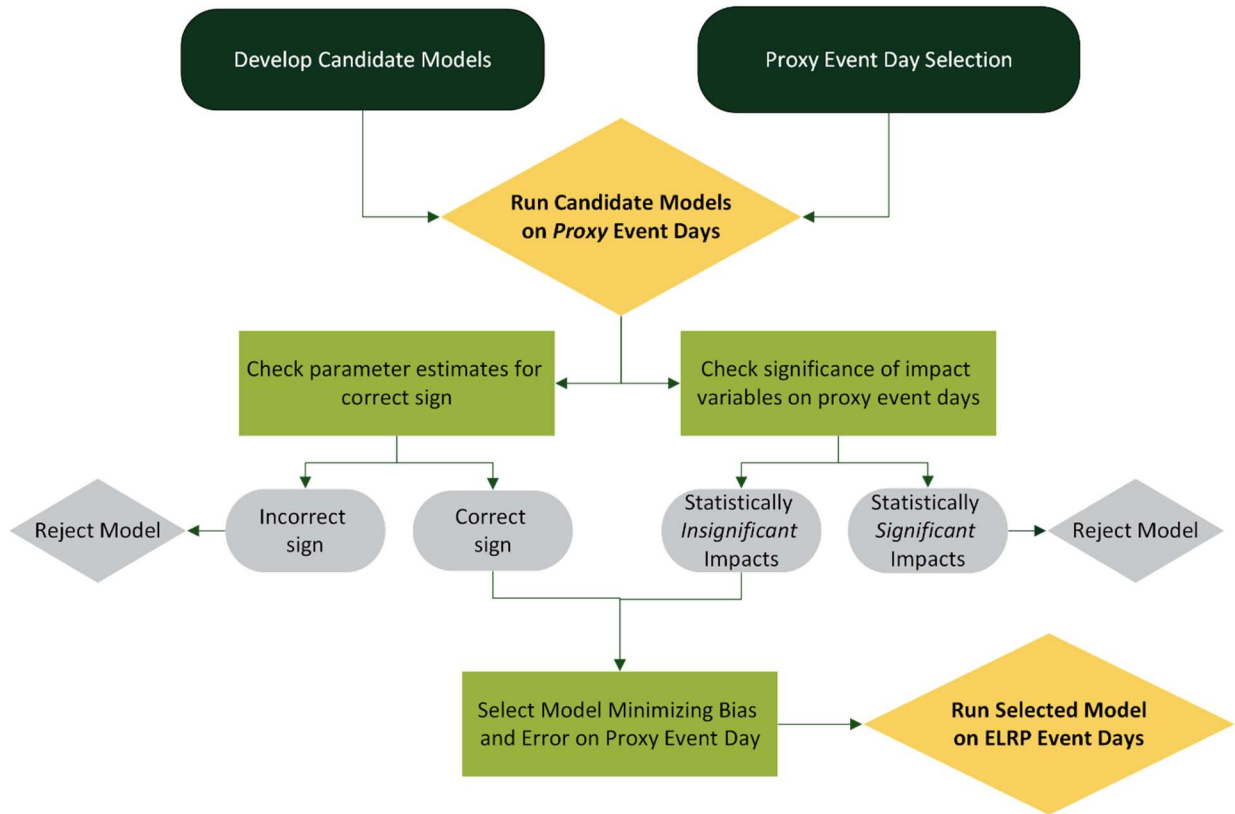 Develop Candidate Models
Proxy Event Day Selection
Run Candidate Models
on Proxy Event Days
Check parameter estimates for
correct sign
Check significance of impact
variables on proxy event days
Reject Model
Incorrect
sign
Correct
sign
Statistically
Insignificant
Impacts
Statistically
Significant
Impacts
Reject Model
Select Model Minimizing Bias
and Error on Proxy Event Day
Run Selected Model
on ELRP Event Days